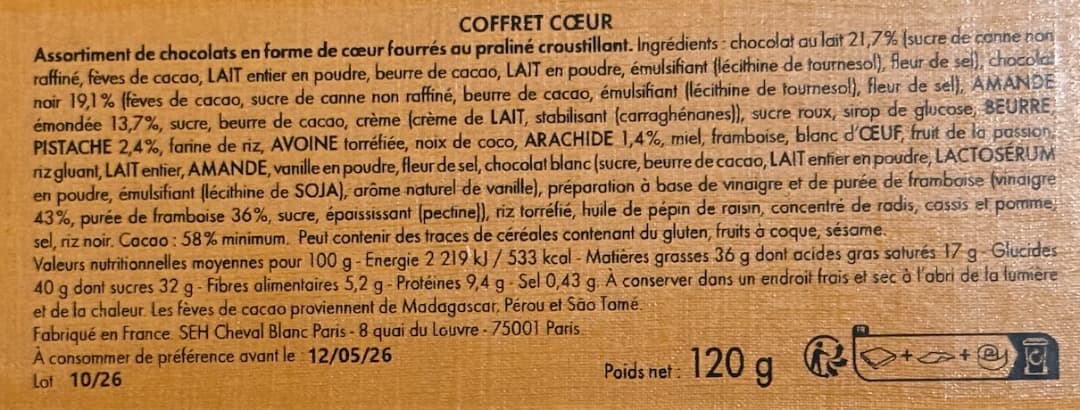 COFFRET CŒUR
Assortiment de chocolats en forme de cœur fourrés au praliné croustillant. Ingrédients : chocolat au lait 21,7% (sucre de canne non
raffiné, fèves de cacao, LAIT entier en poudre, beurre de cacao, LAIT en poudre, émulsifiant (lécithine de tournesol), fleur de sel), chocolat
noir 19,1% (fèves de cacao, sucre de canne non raffiné, beurre de cacao, émulsifiant (lécithine de tournesol), fleur de sel), AMANDE
émondée 13,7%, sucre, beurre de cacao, crème (crème de LAIT, stabilisant (carraghénanes)), sucre roux, sirop de glucose, BEURRE,
PISTACHE 2,4%, farine de riz, AVOINE torréfiée, noix de coco, ARACHIDE 1,4%, miel, framboise, blanc d'ŒUF, fruit de la passion,
riz gluant, LAIT entier, AMANDE, vanille en poudre, fleur de sel, chocolat blanc (sucre, beurre de cacao, LAIT entier en poudre, LACTOSÉRUM
en poudre, émulsifiant (lécithine de SOJA), arôme naturel de vanille), préparation à base de vinaigre et de purée de framboise (vinaigre
43%, purée de framboise 36%, sucre, épaississant (pectine)), riz torréfié, huile de pépin de raisin, concentré de radis, cassis et pomme,
sel, riz noir. Cacao : 58% minimum. Peut contenir des traces de céréales contenant du gluten, fruits à coque, sésame.
Valeurs nutritionnelles moyennes pour 100 g - Energie 2 219 kJ / 533 kcal - Matières grasses 36 g dont acides gras saturés 17 g - Glucides
40 g dont sucres 32 g - Fibres alimentaires 5,2 g - Protéines 9,4 g - Sel 0,43 g. À conserver dans un endroit frais et sec à l'abri de la lumière
et de la chaleur. Les fèves de cacao proviennent de Madagascar, Pérou et São Tomé.
Fabriqué en France. SEH Cheval Blanc Paris - 8 quai du Louvre - 75001 Paris
À consommer de préférence avant le : 12/05/26
Lot 10/26
Poids net : 120 g
FR